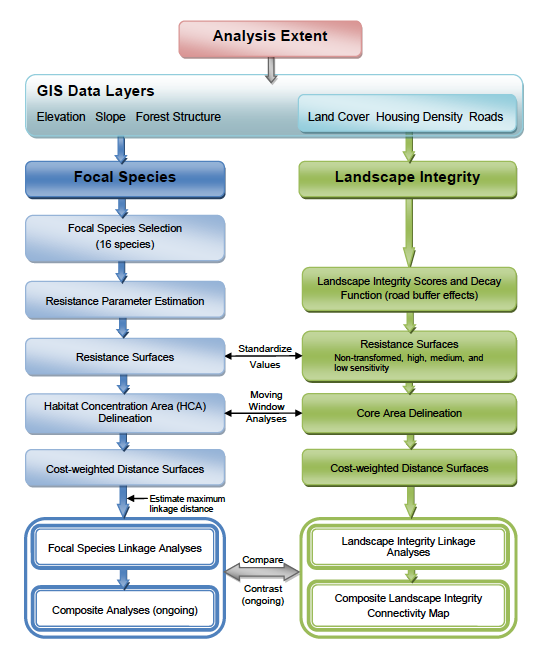 Analysis Extent
GIS Data Layers
Elevation Slope Forest Structure
Land Cover Housing Density Roads
Focal Species
Landscape Integrity
Focal Species Selection
(16 species)
Landscape Integrity Scores and Decay
Function (road buffer effects)
Resistance Parameter Estimation
Resistance Surfaces
Standardize
Values
Resistance Surfaces
Non-transformed, high, medium, and
low sensitivity
Habitat Concentration Area (HCA)
Delineation
Moving
Window
Analyses
Core Area Delineation
Cost-weighted Distance Surfaces
Cost-weighted Distance Surfaces
Estimate maximum
linkage distance
Focal Species Linkage Analyses
Landscape Integrity Linkage
Analyses
Compare
Contrast
(ongoing)
Composite Analyses (ongoing)
Composite Landscape Integrity
Connectivity Map